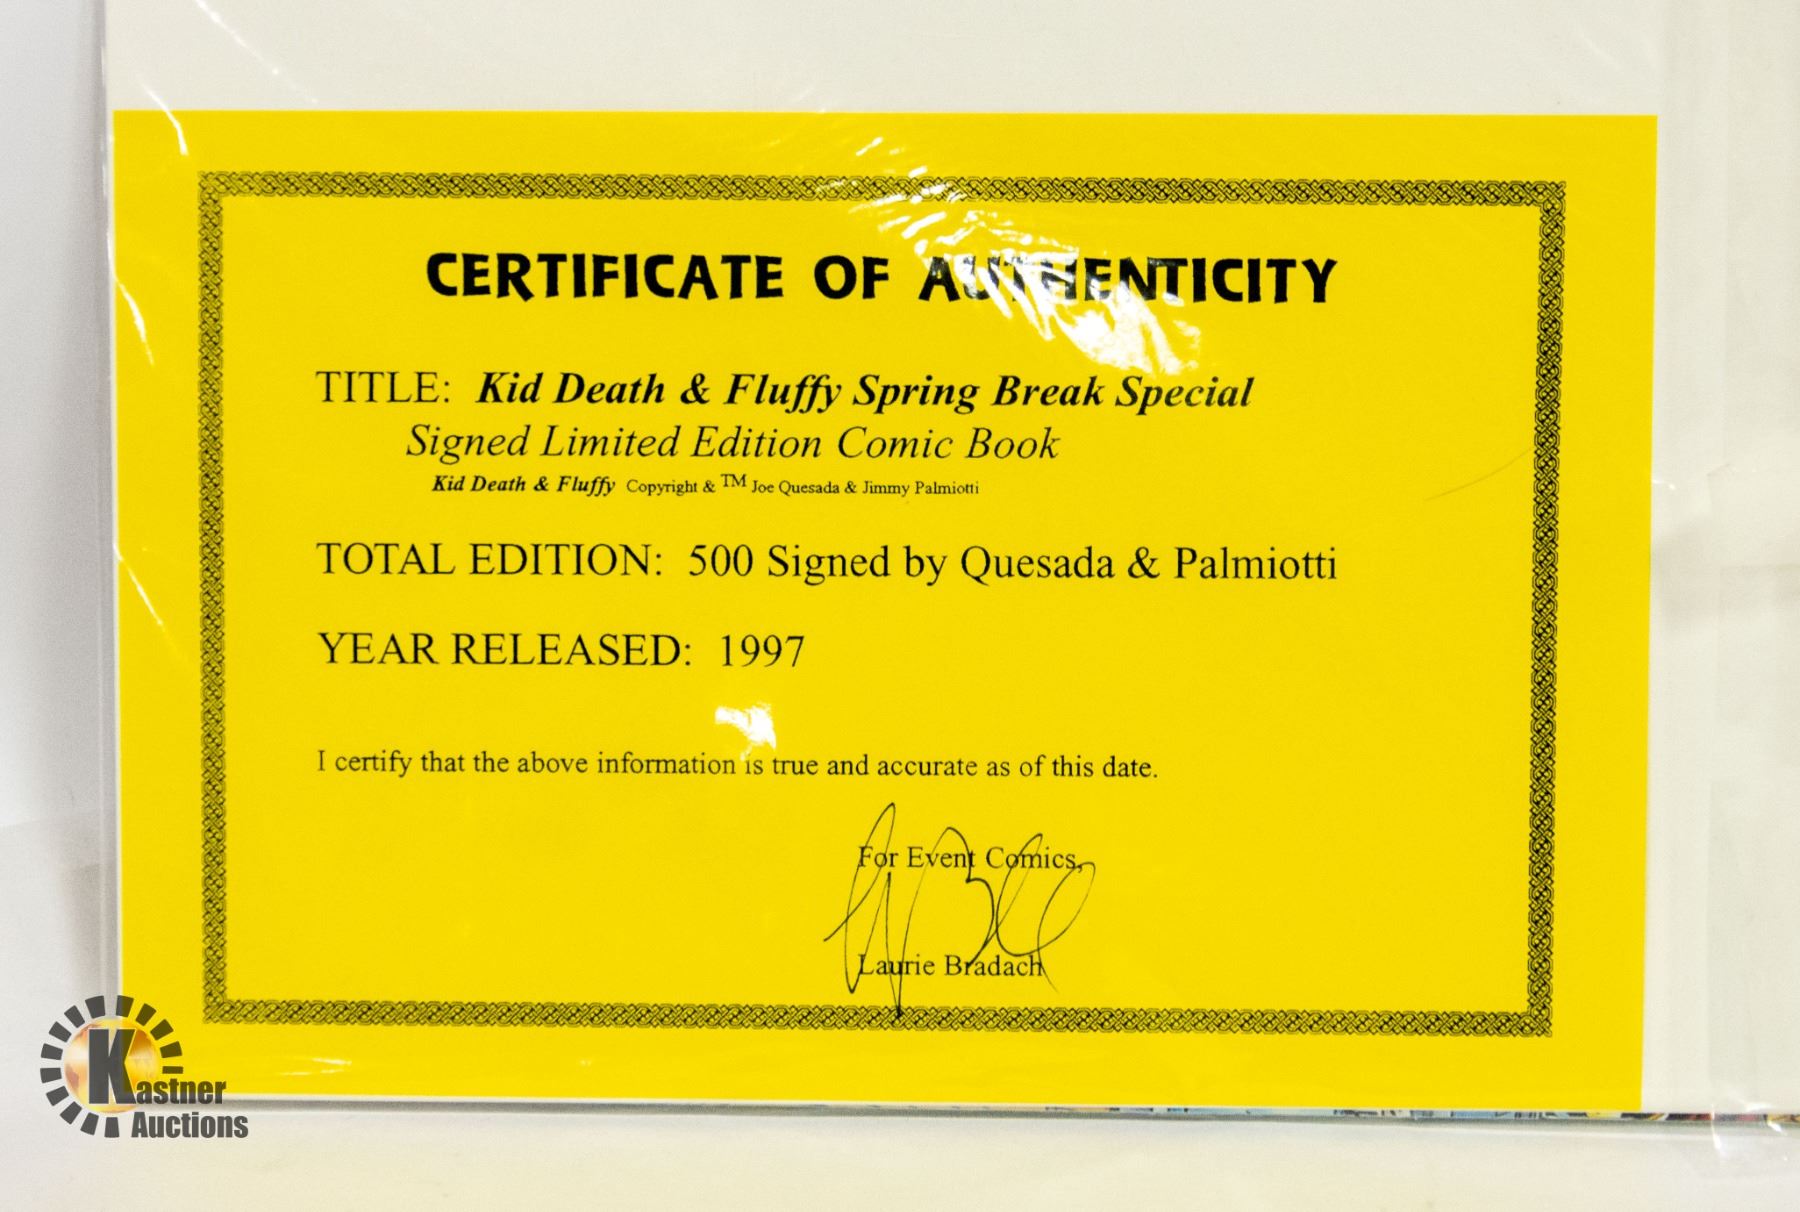 CERTIFICATE OF AUTHENTICITY
TITLE: Kid Death & Fluffy Spring Break Special
Signed Limited Edition Comic Book
Kid Death & Fluffy Copyright & TM Joe Quesada & Jimmy Palmiotti
TOTAL EDITION: 500 Signed by Quesada & Palmiotti
YEAR RELEASED: 1997
I certify that the above information is true and accurate as of this date.
For Event Comics,
Laurie Bradach
Kastner
Auctions